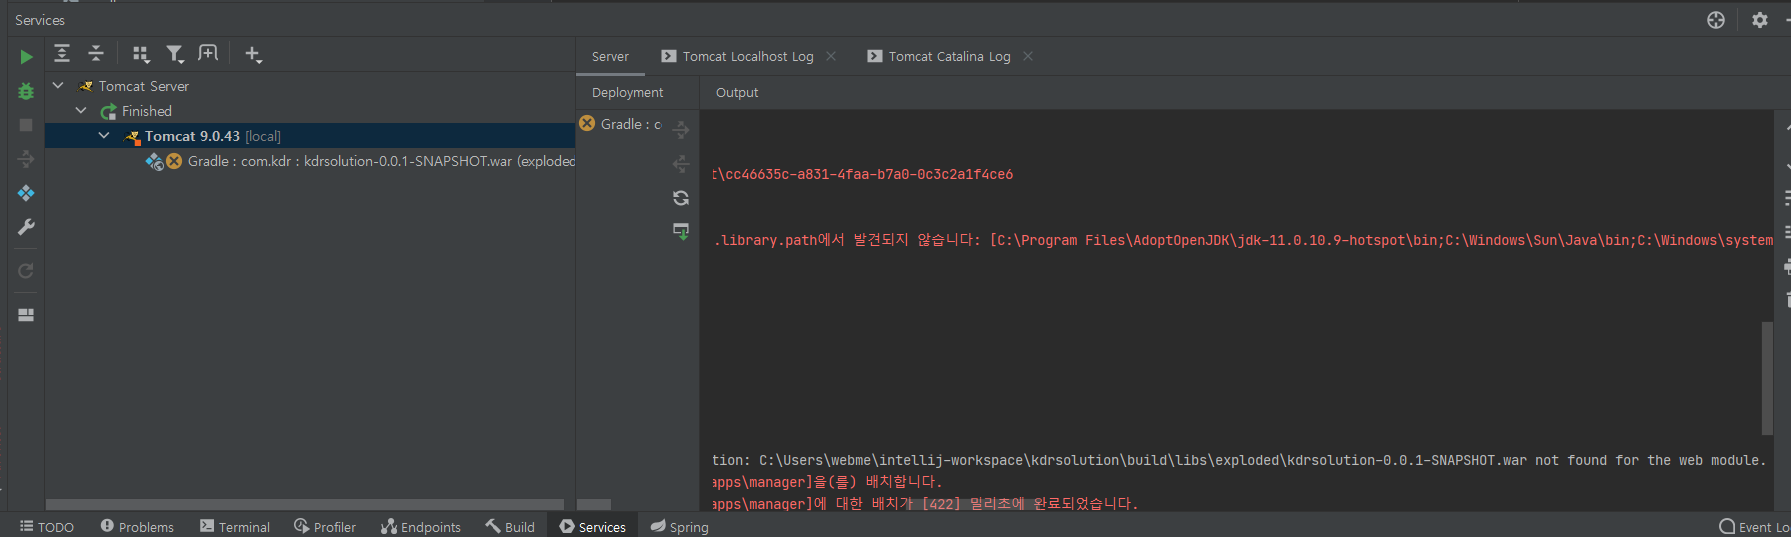 Services
Server
Tomcat Localhost Log
Tomcat Catalina Log
Tomcat Server
Deployment
Output
Finished
Gradle : c
Tomcat 9.0.43 [local]
Gradle : com.kdr : kdrsolution-0.0.1-SNAPSHOT.war (exploded
t\cc46635c-a831-4faa-b7a0-0c3c2a1f4ce6
.library.path에서 발견되지 않습니다: [C:\Program Files\AdoptOpenJDK\jdk-11.0.10.9-hotspot\bin;C:\Windows\Sun\Java\bin;C:\Windows\system
tion: C:\Users\webme\intellij-workspace\kdrsolution\build\libs\exploded\kdrsolution-0.0.1-SNAPSHOT.war not found for the web module.
apps\manager]을(를) 배치합니다.
apps\manager]에 대한 배치가 [422] 밀리초에 완료되었습니다.
TODO
Problems
Terminal
Profiler
Endpoints
Build
Services
Spring
Event Lo